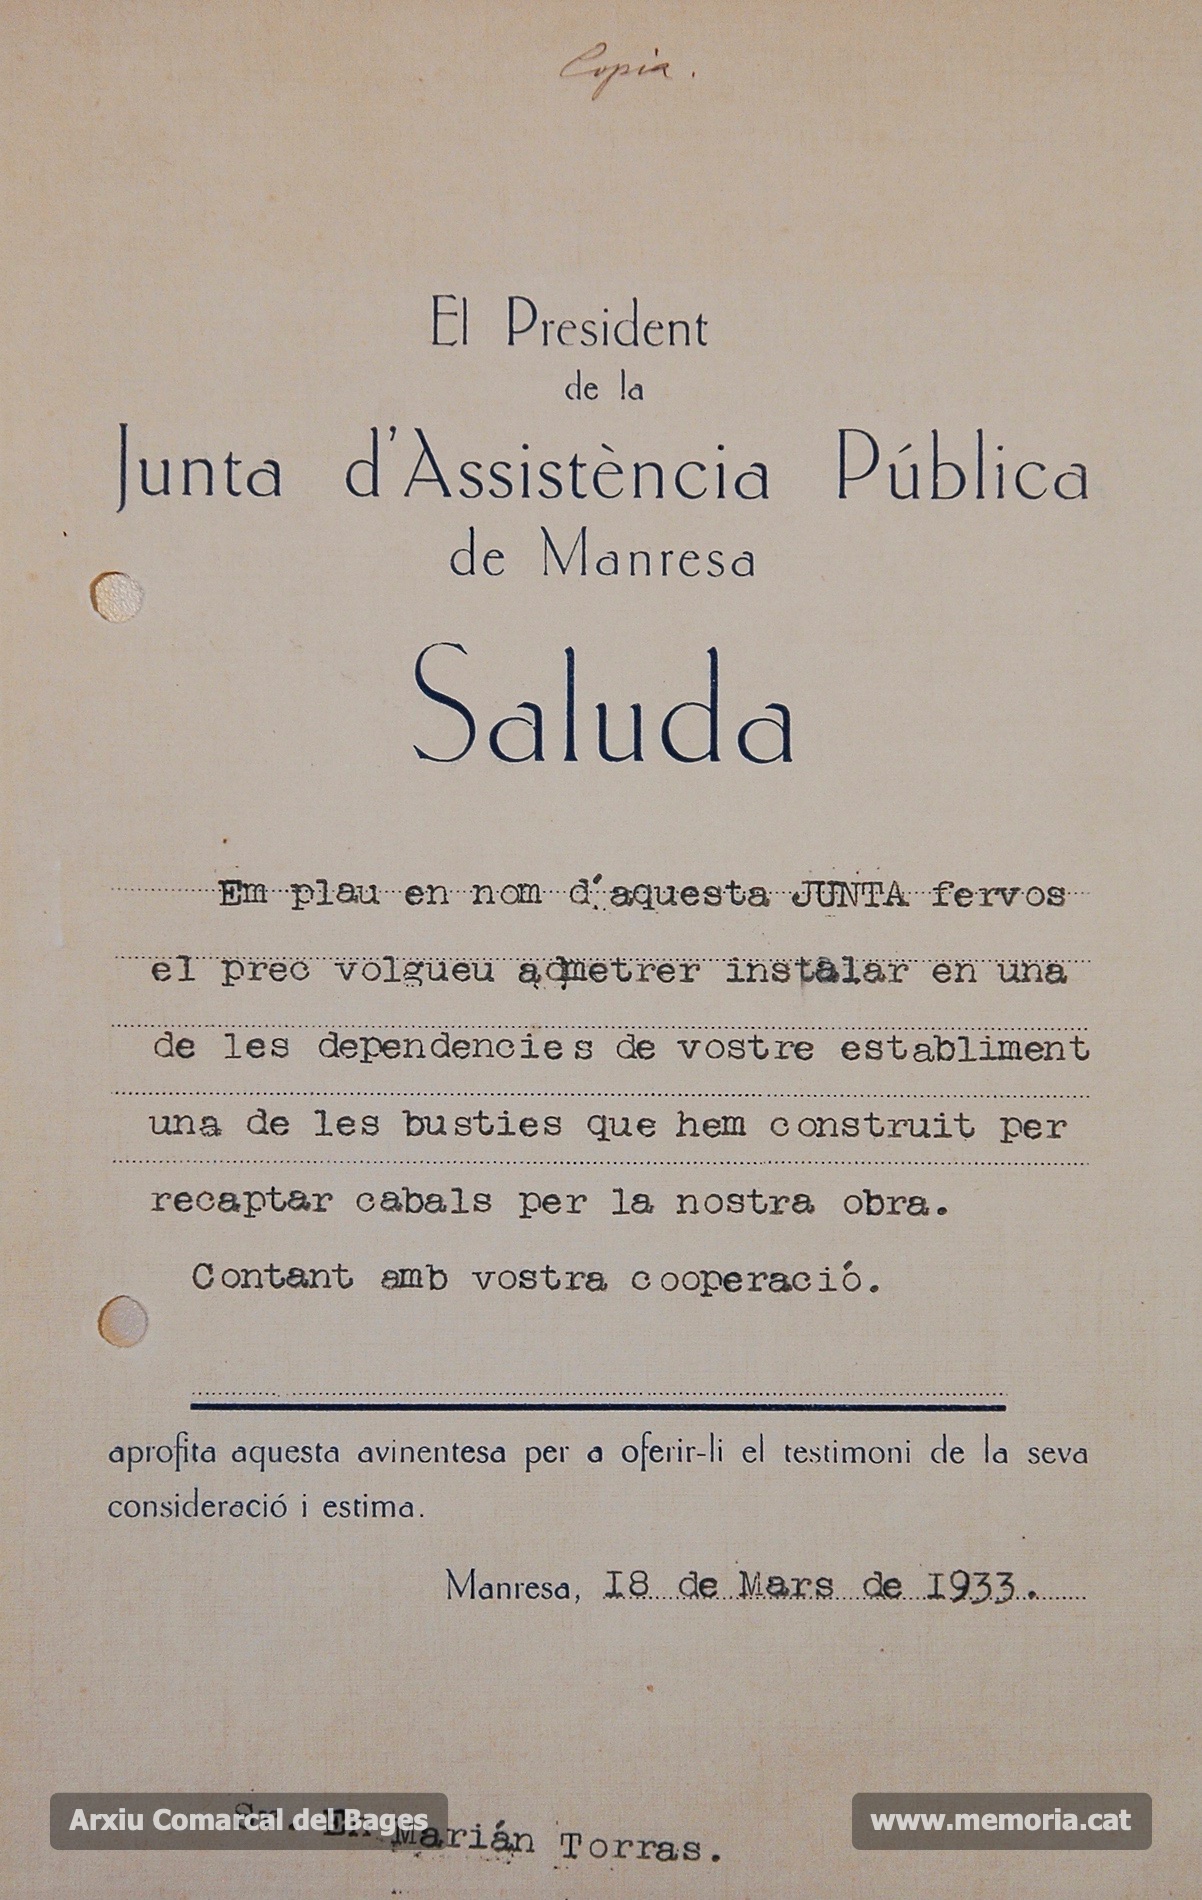 Copia.
El President
de la
Junta d'Assistència Pública
de Manresa
Saluda
Em plau en nom d'aquesta JUNTA fervos
el prec volgueu admetrer instalar en una
de les dependencies de vostre establiment
una de les busties que hem construit per
recaptar cabals per la nostra obra.
Contant amb vostra cooperació.
aprofita aquesta avinentesa per a oferir-li el testimoni de la seva
consideració i estima.
Manresa, 18 de Mars de 1933.
Sr. En Marián Torras.
Arxiu Comarcal del Bages
www.memoria.cat